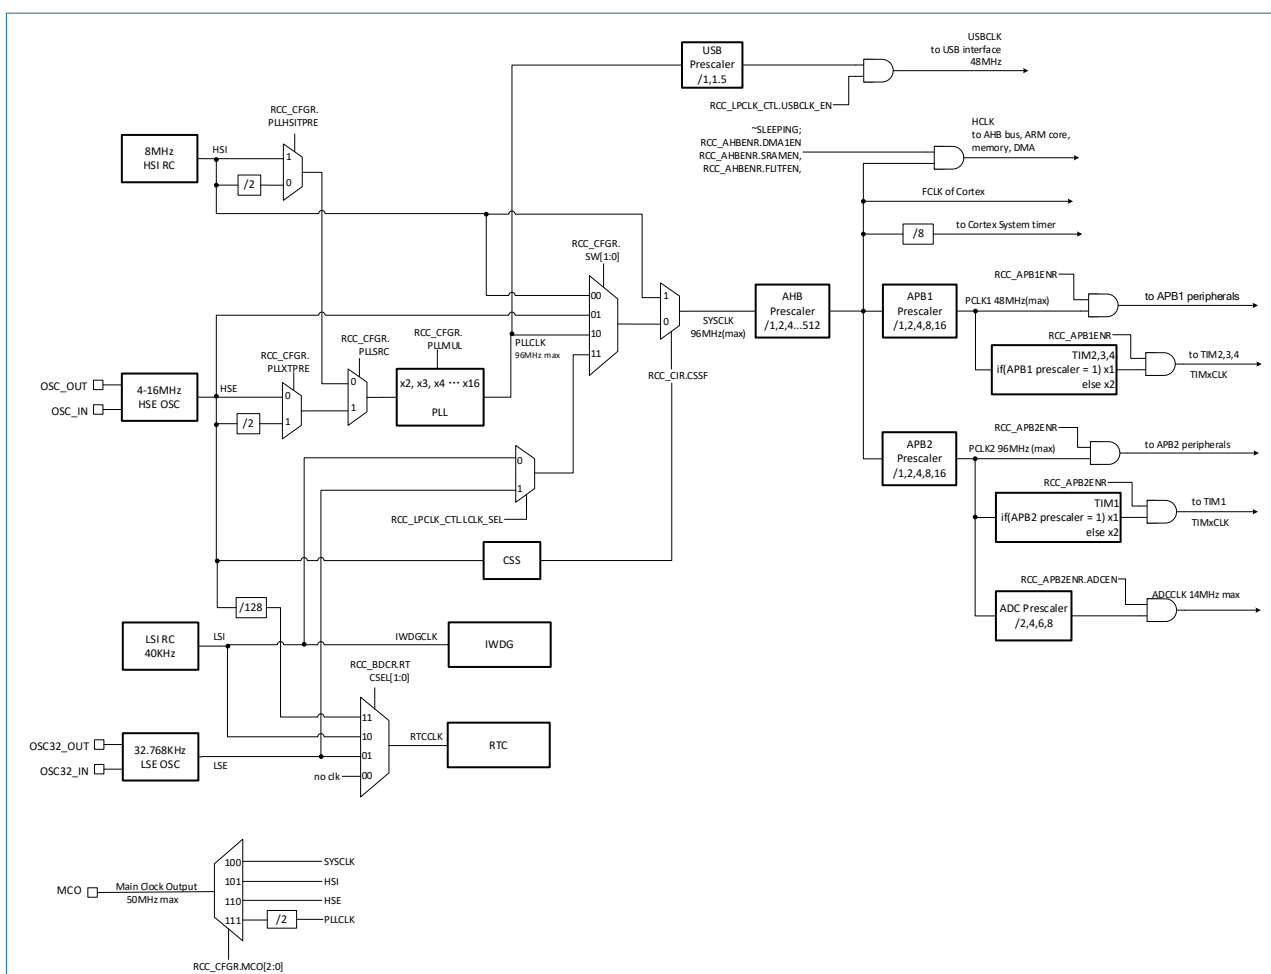 USB
Prescaler
/1,1.5
USBCLK
to USB interface
48MHz
RCC_LPCLK_CTL.USBCLK_EN
RCC_CFGR.
PLLHSITPRE
8MHz
HSI RC
HSI
1
/2
0
~SLEEPING;
RCC_AHBENR.DMA1EN
RCC_AHBENR.SRAMEN,
RCC_AHBENR.FLITFEN,
HCLK
to AHB bus, ARM core,
memory, DMA
FCLK of Cortex
/8
to Cortex System timer
RCC_CFGR.
SW[1:0]
00
01
10
11
1
0
SYSCLK
96MHz(max)
AHB
Prescaler
/1,2,4...512
APB1
Prescaler
/1,2,4,8,16
PCLK1 48MHz(max)
RCC_APB1ENR
to APB1 peripherals
RCC_APB1ENR
TIM2,3,4
if(APB1 prescaler = 1) x1
else x2
to TIM2,3,4
TIMxCLK
RCC_CIR.CSSF
PLLCLK
96MHz max
RCC_CFGR.
PLLMUL
RCC_CFGR.
PLLSRC
RCC_CFGR.
PLLXTPRE
OSC_OUT
OSC_IN
4-16MHz
HSE OSC
HSE
0
/2
1
0
1
x2, x3, x4 ··· x16
PLL
APB2
Prescaler
/1,2,4,8,16
PCLK2 96MHz (max)
RCC_APB2ENR
to APB2 peripherals
RCC_APB2ENR
TIM1
if(APB2 prescaler = 1) x1
else x2
to TIM1
TIMxCLK
0
1
RCC_LPCLK_CTL.LCLK_SEL
CSS
RCC_APB2ENR.ADCEN
ADC Prescaler
/2,4,6,8
ADCCLK 14MHz max
/128
LSI RC
40KHz
LSI
IWDGCLK
IWDG
RCC_BDCR.RT
CSEL[1:0]
11
10
01
00
RTCCLK
RTC
OSC32_OUT
OSC32_IN
32.768KHz
LSE OSC
LSE
no clk
MCO
Main Clock Output
50MHz max
100
SYSCLK
101
HSI
110
HSE
111
/2
PLLCLK
RCC_CFGR.MCO[2:0]